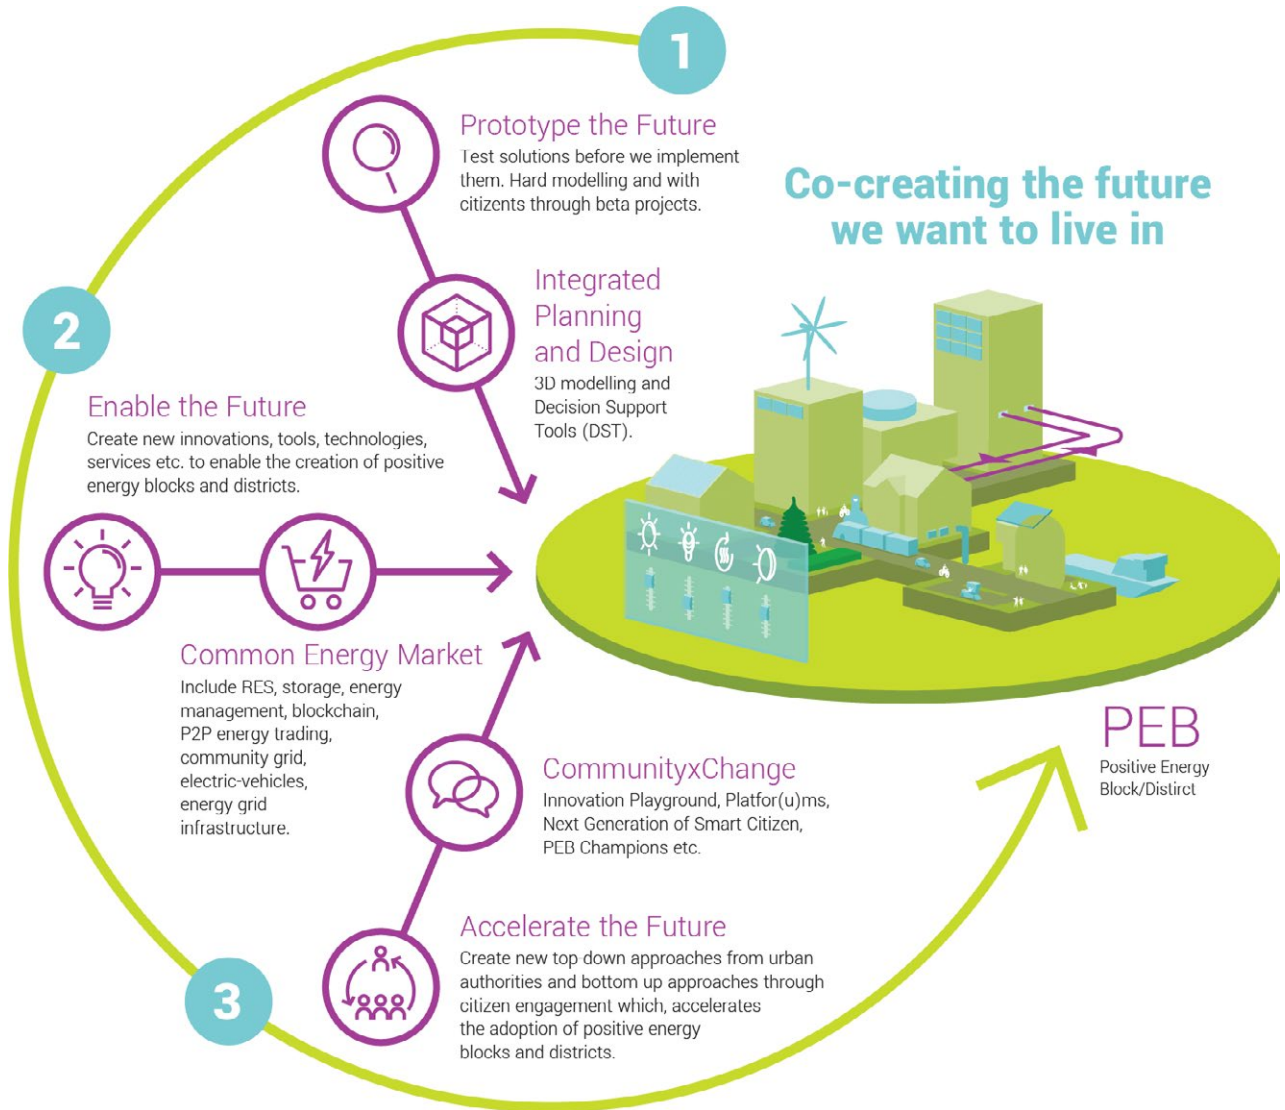 1
Prototype the Future
Test solutions before we implement
them. Hard modelling and with
citizents through beta projects.
Co-creating the future
we want to live in
Integrated
Planning
and Design
3D modelling and
Decision Support
Tools (DST).
2
Enable the Future
Create new innovations, tools, technologies,
services etc. to enable the creation of positive
energy blocks and districts.
Common Energy Market
Include RES, storage, energy
management, blockchain,
P2P energy trading,
community grid,
electric-vehicles,
energy grid
infrastructure.
CommunityxChange
Innovation Playground, Platfor(u)ms,
Next Generation of Smart Citizen,
PEB Champions etc.
PEB
Positive Energy
Block/Distirct
3
Accelerate the Future
Create new top down approaches from urban
authorities and bottom up approaches through
citizen engagement which, accelerates
the adoption of positive energy
blocks and districts.